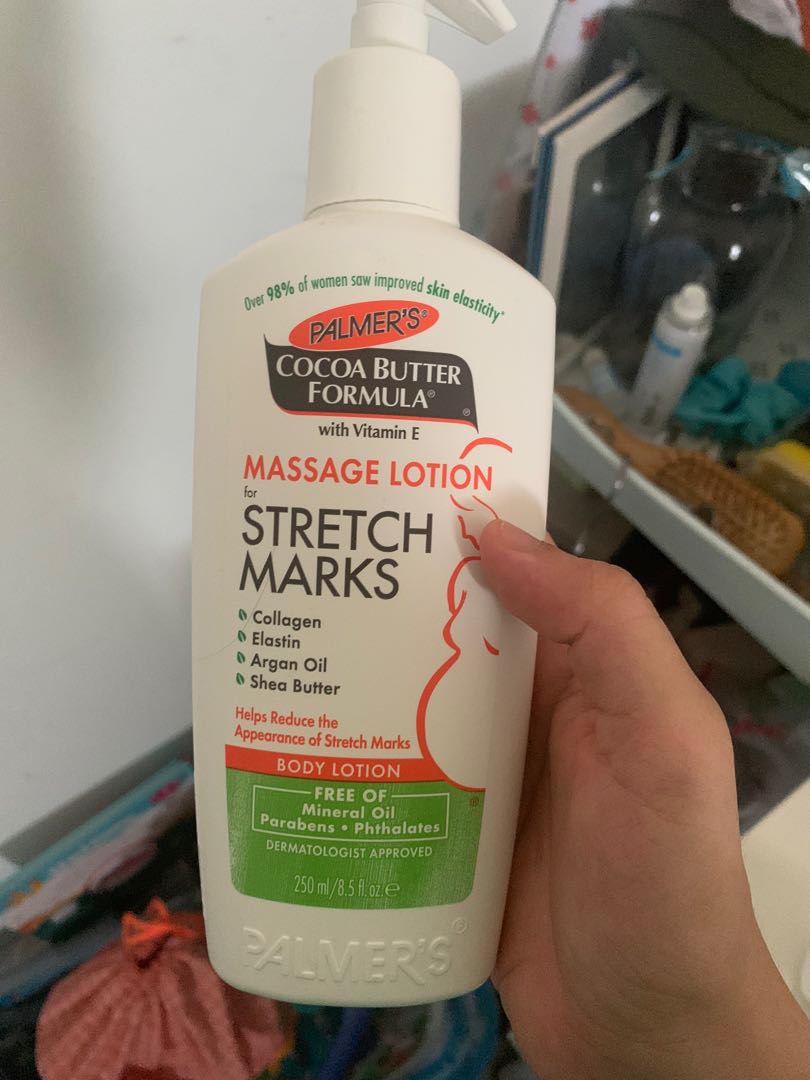 Over 98% of women saw improved skin elasticity*
PALMER'S®
COCOA BUTTER
FORMULA®
®
with Vitamin E
MASSAGE LOTION
for
STRETCH
MARKS
Collagen
Elastin
Argan Oil
Shea Butter
Helps Reduce the
Appearance of Stretch Marks
BODY LOTION
®
FREE OF
Mineral Oil
Parabens • Phthalates
DERMATOLOGIST APPROVED
250 ml/8.5 fl. oz. e
PALMER'S®